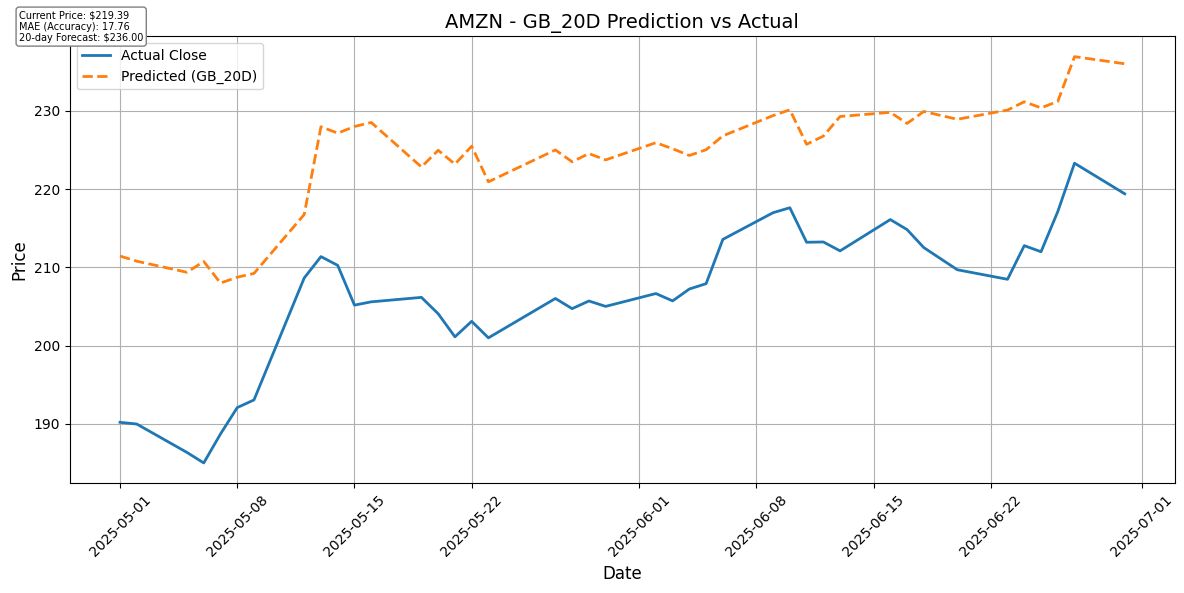 AMZN - GB_20D Prediction vs Actual
Current Price: $219.39
MAE (Accuracy): 17.76
20-day Forecast: $236.00
Actual Close
Predicted (GB_20D)
Price
230
220
210
200
190
2025-05-01
2025-05-08
2025-05-15
2025-05-22
2025-06-01
2025-06-08
2025-06-15
2025-06-22
2025-07-01
Date